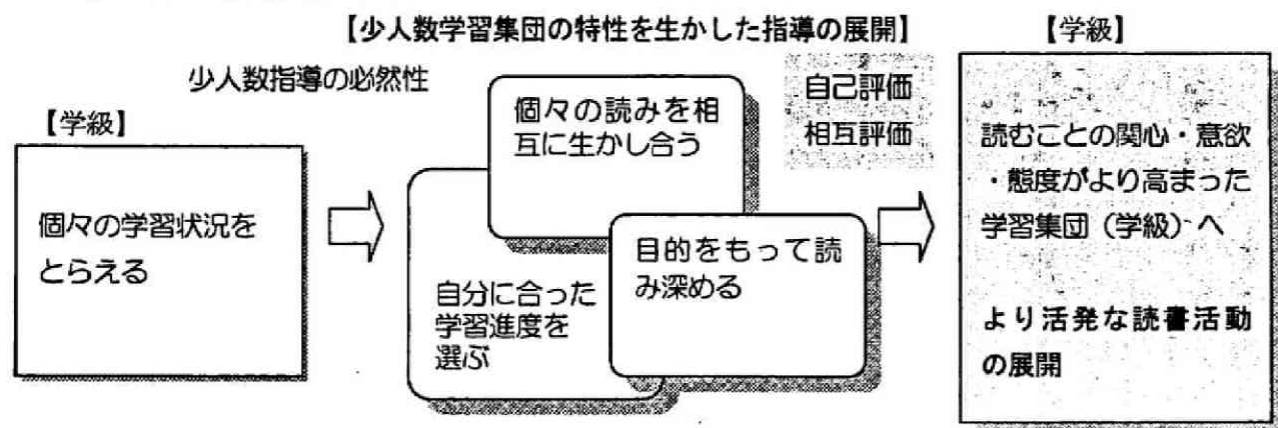 【少人数学習集団の特性を生かした指導の展開】
少人数指導の必然性
【学級】
個々の学習状況を
とらえる
個々の読みを相
互に生かし合う
自分に合った
学習進度を
選ぶ
目的をもって読
み深める
自己評価
相互評価
【学級】
読むことの関心・意欲
・態度がより高まった
学習集団（学級）へ
より活発な読書活動
の展開